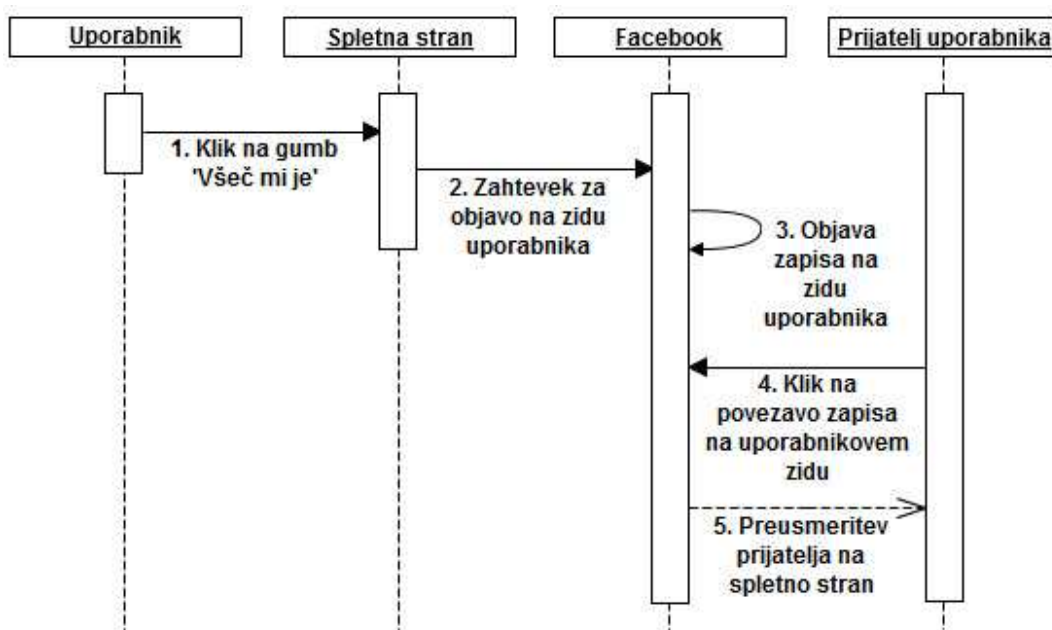 Uporabnik
Spletna stran
Facebook
Prijatelj uporabnika
1. Klik na gumb
'Všeč mi je'
2. Zahtevek za
objavo na zidu
uporabnika
3. Objava
zapisa na
zidu
uporabnika
4. Klik na
povezavo zapisa
na uporabnikovem
zidu
5. Preusmeritev
prijatelja na
spletno stran